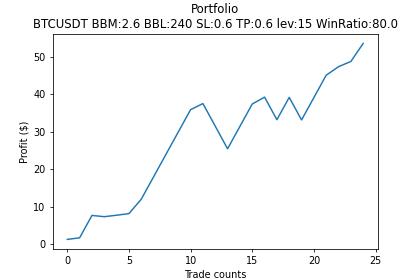 Portfolio
BTCUSDT BBM:2.6 BBL:240 SL:0.6 TP:0.6 lev:15 WinRatio:80.0
50
40
30
20
10
0
Profit ($)
0 5 10 15 20 25
Trade counts